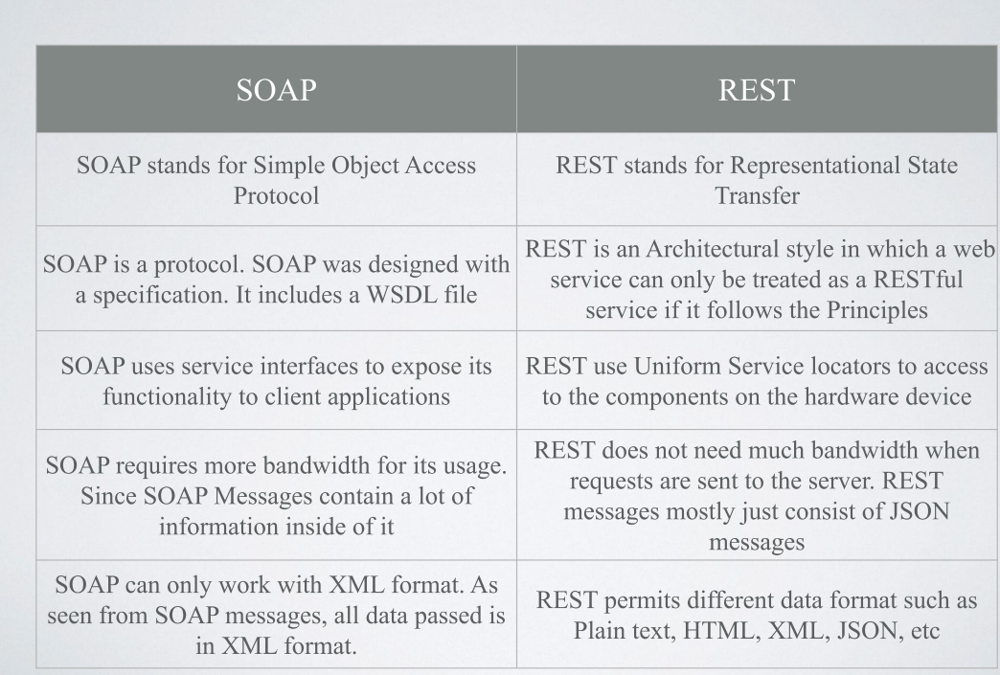 SOAP
REST
SOAP stands for Simple Object Access
Protocol
REST stands for Representational State
Transfer
SOAP is a protocol. SOAP was designed with
a specification. It includes a WSDL file
REST is an Architectural style in which a web
service can only be treated as a RESTful
service if it follows the Principles
SOAP uses service interfaces to expose its
functionality to client applications
REST use Uniform Service locators to access
to the components on the hardware device
SOAP requires more bandwidth for its usage.
Since SOAP Messages contain a lot of
information inside of it
REST does not need much bandwidth when
requests are sent to the server. REST
messages mostly just consist of JSON
messages
SOAP can only work with XML format. As
seen from SOAP messages, all data passed is
in XML format.
REST permits different data format such as
Plain text, HTML, XML, JSON, etc